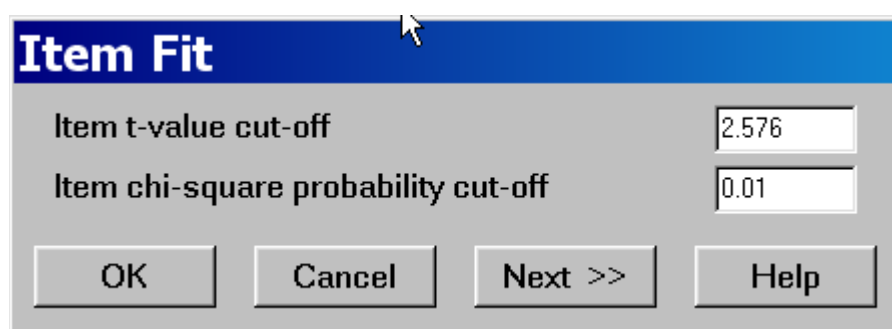 Item Fit
Item t-value cut-off 2.576
Item chi-square probability cut-off 0.01
OK Cancel Next >> Help